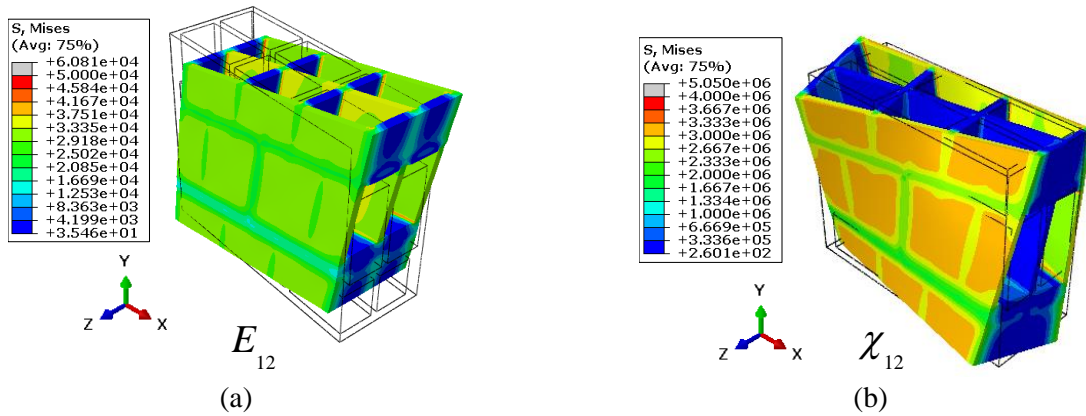 S, Mises
(Avg: 75%)
+6.081e+04
+5.000e+04
+4.584e+04
+4.167e+04
+3.751e+04
+3.335e+04
+2.918e+04
+2.502e+04
+2.085e+04
+1.669e+04
+1.253e+04
+8.363e+03
+4.199e+03
+3.546e+01
Y
Z
X
E12
(a)
S, Mises
(Avg: 75%)
+5.050e+06
+4.000e+06
+3.667e+06
+3.333e+06
+3.000e+06
+2.667e+06
+2.333e+06
+2.000e+06
+1.667e+06
+1.334e+06
+1.000e+06
+6.669e+05
+3.336e+05
+2.601e+02
Y
Z
X
χ12
(b)